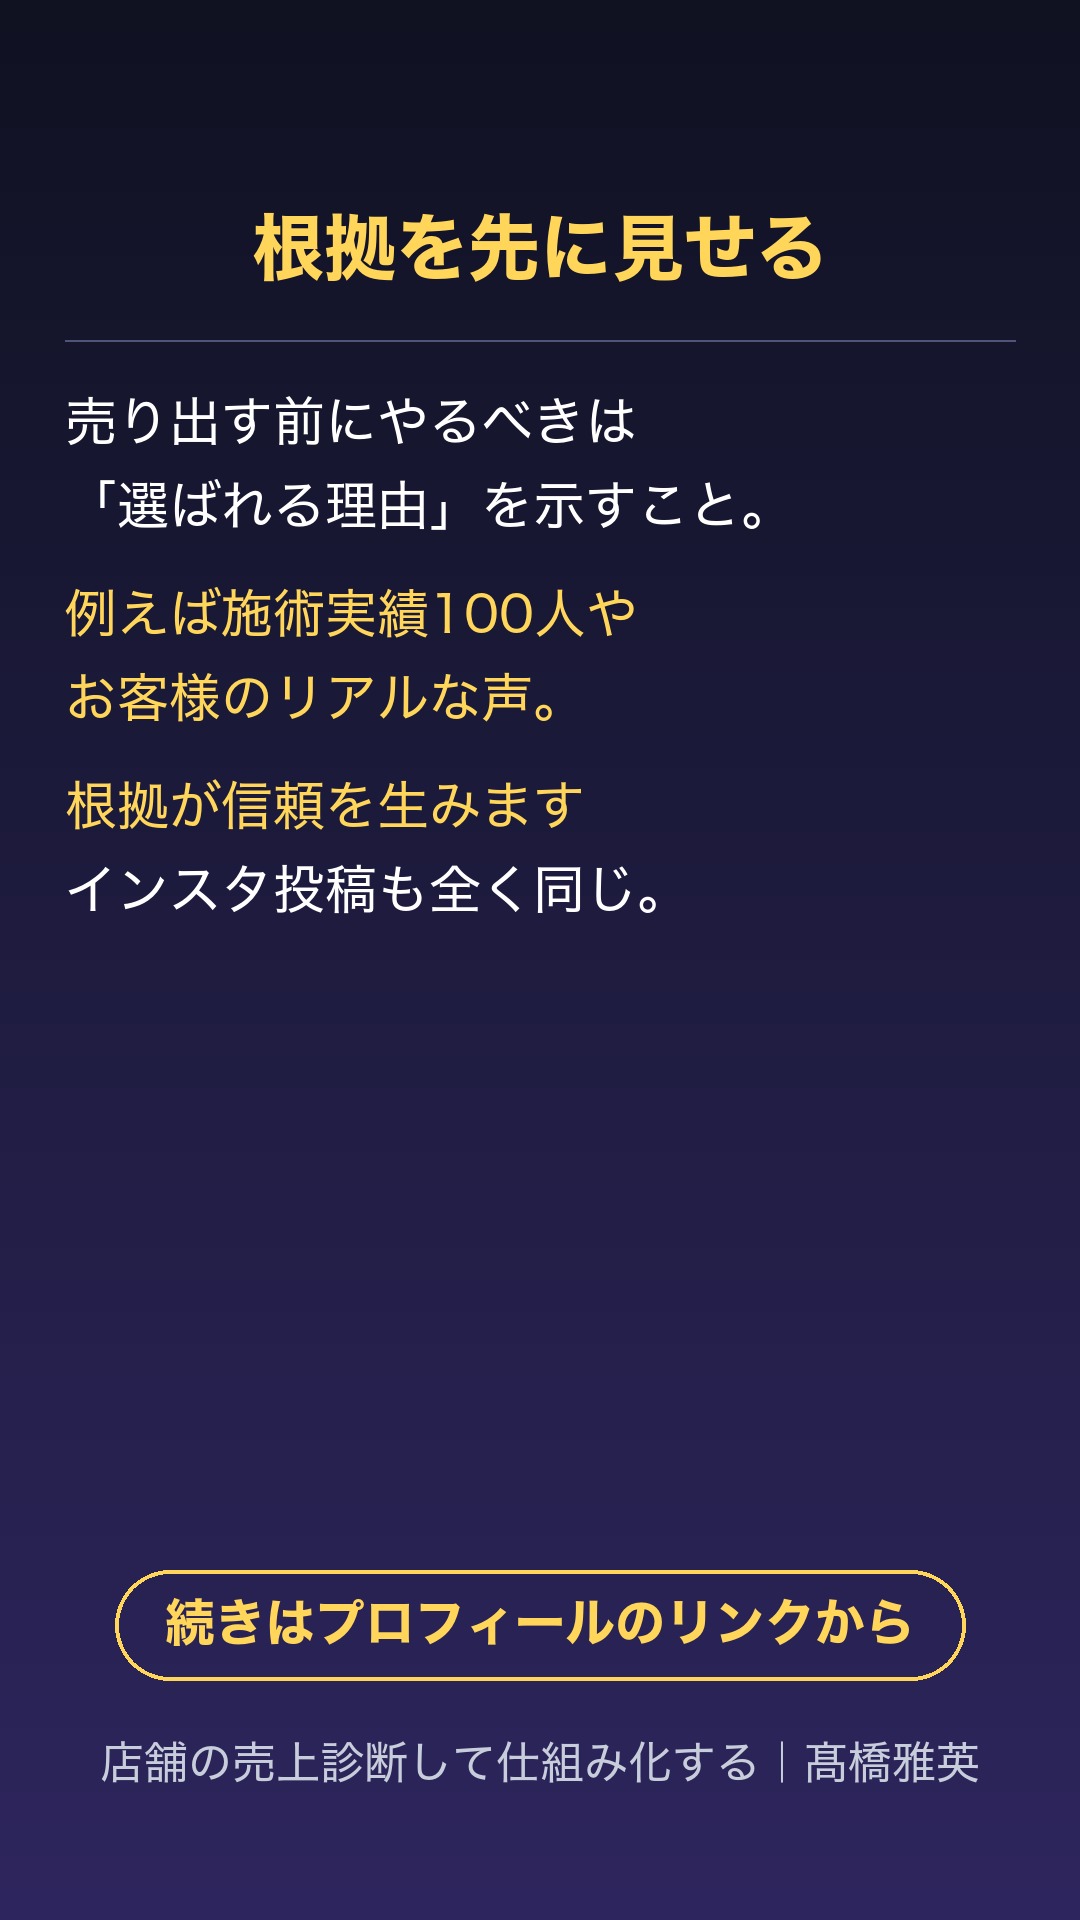 根拠を先に見せる
売り出す前にやるべきは
「選ばれる理由」を示すこと。
例えば施術実績100人や
お客様のリアルな声。
根拠が信頼を生みます
インスタ投稿も全く同じ。
続きはプロフィールのリンクから
店舗の売上診断して仕組み化する｜髙橋雅英